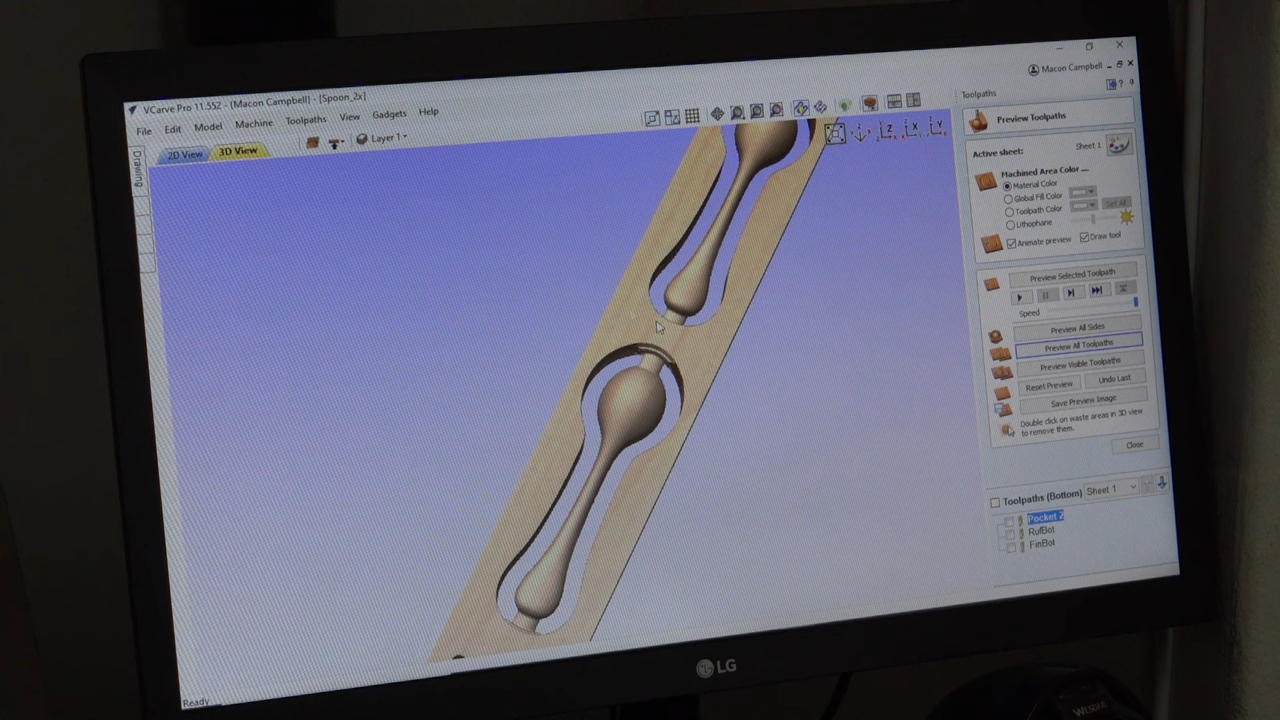 VCarve Pro 11.552 - (Macon Campbell) - [Spoon_2x]
Macon Campbell
File Edit Model Machine Toolpaths View Gadgets Help
Layer 1
2D View 3D View
Drawing
Z X Y
Toolpaths
Preview Toolpaths
Active sheet: Sheet 1
Machined Area Color
Material Color
Global Fill Color
Toolpath Color
Set All
Lithophane
Animate preview Draw tool
Preview Selected Toolpath
Speed
Preview All Sides
Preview All Toolpaths
Preview Visible Toolpaths
Reset Preview Undo Last
Save Preview Image
Double click on waste areas in 3D view
to remove them.
Close
Toolpaths (Bottom) Sheet 1
Pocket 2
RufBot
FinBot
Ready
LG